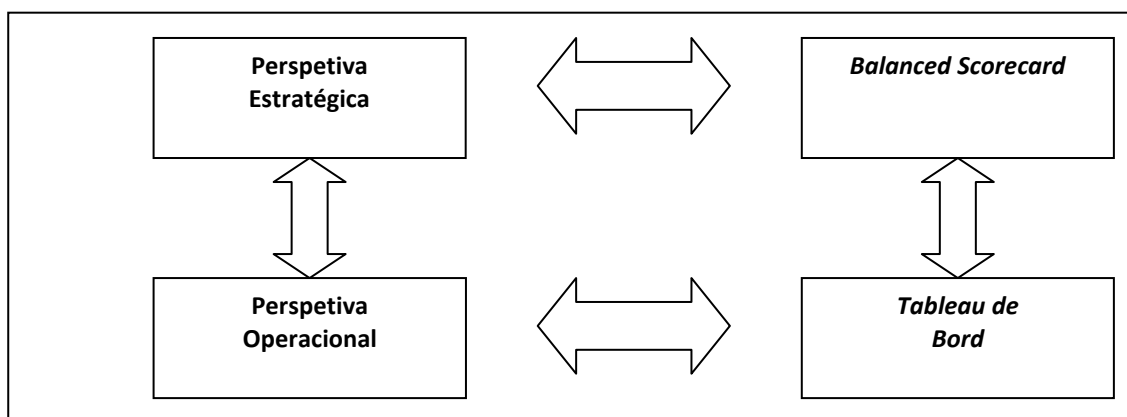 Perspetiva
Estratégica
Balanced Scorecard
Perspetiva
Operacional
Tableau de
Bord